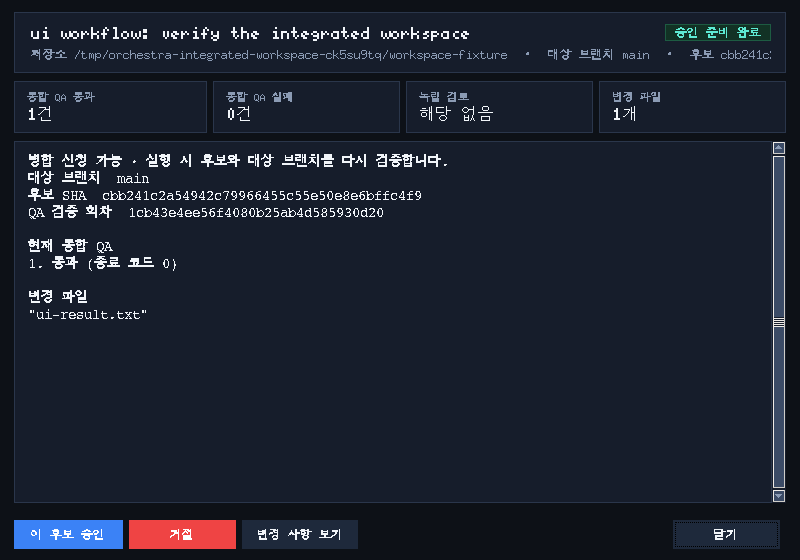 ui workflow: verify the integrated workspace
승인 준비 완료
저장소 /tmp/orchestra-integrated-workspace-ck5su9tq/workspace-fixture • 대상 브랜치 main • 후보 cbb241c2
통합 QA 통과
1건
통합 QA 실패
0건
독립 검토
해당 없음
변경 파일
1개
병합 신청 가능 · 실행 시 후보와 대상 브랜치를 다시 검증합니다.
대상 브랜치 main
후보 SHA cbb241c2a54942c79966455c55e50e8e6bffc4f9
QA 검증 회차 1cb43e4ee56f4080b25ab4d585930d20
현재 통합 QA
1. 통과 (종료 코드 0)
변경 파일
"ui-result.txt"
이 후보 승인
거절
변경 사항 보기
닫기